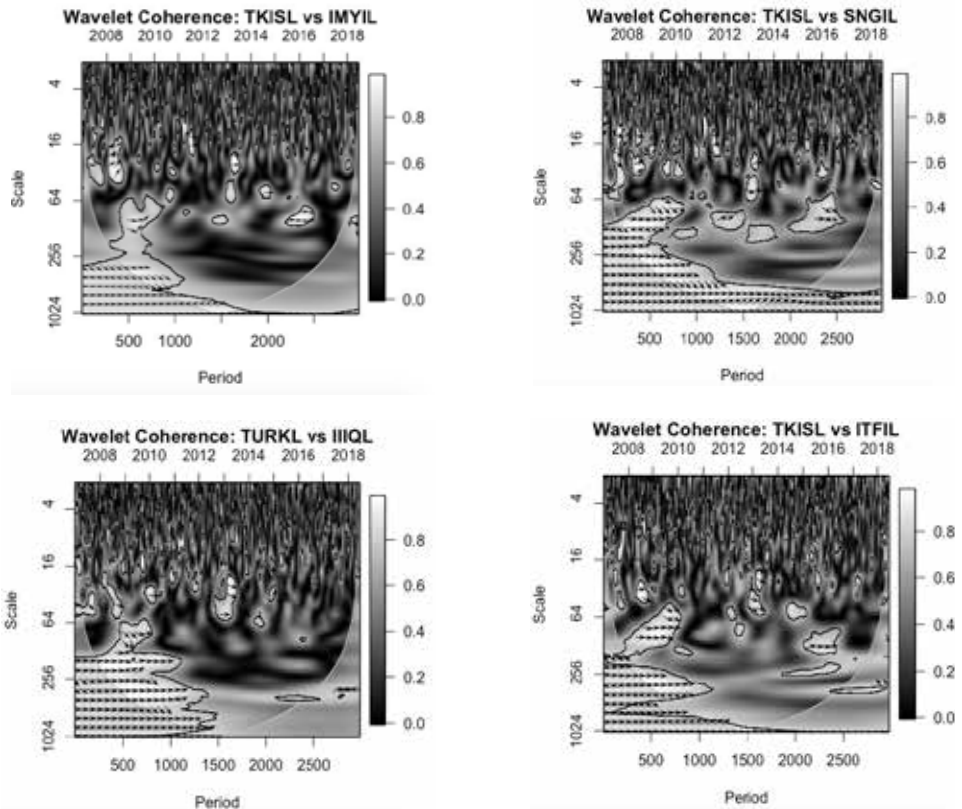 Wavelet Coherence: TKISL vs IMYIL
2008 2010 2012 2014 2016 2018
Scale
4
16
64
256
1024
0.8
0.6
0.4
0.2
0.0
500 1000 2000
Period
Wavelet Coherence: TKISL vs SNGIL
2008 2010 2012 2014 2016 2018
Scale
4
16
64
256
1024
0.8
0.6
0.4
0.2
0.0
500 1000 1500 2000 2500
Period
Wavelet Coherence: TURKL vs IIIQL
2008 2010 2012 2014 2016 2018
Scale
4
16
64
256
1024
0.8
0.6
0.4
0.2
0.0
500 1000 1500 2000 2500
Period
Wavelet Coherence: TKISL vs ITFIL
2008 2010 2012 2014 2016 2018
Scale
4
16
64
256
1024
0.8
0.6
0.4
0.2
0.0
500 1000 1500 2000 2500
Period